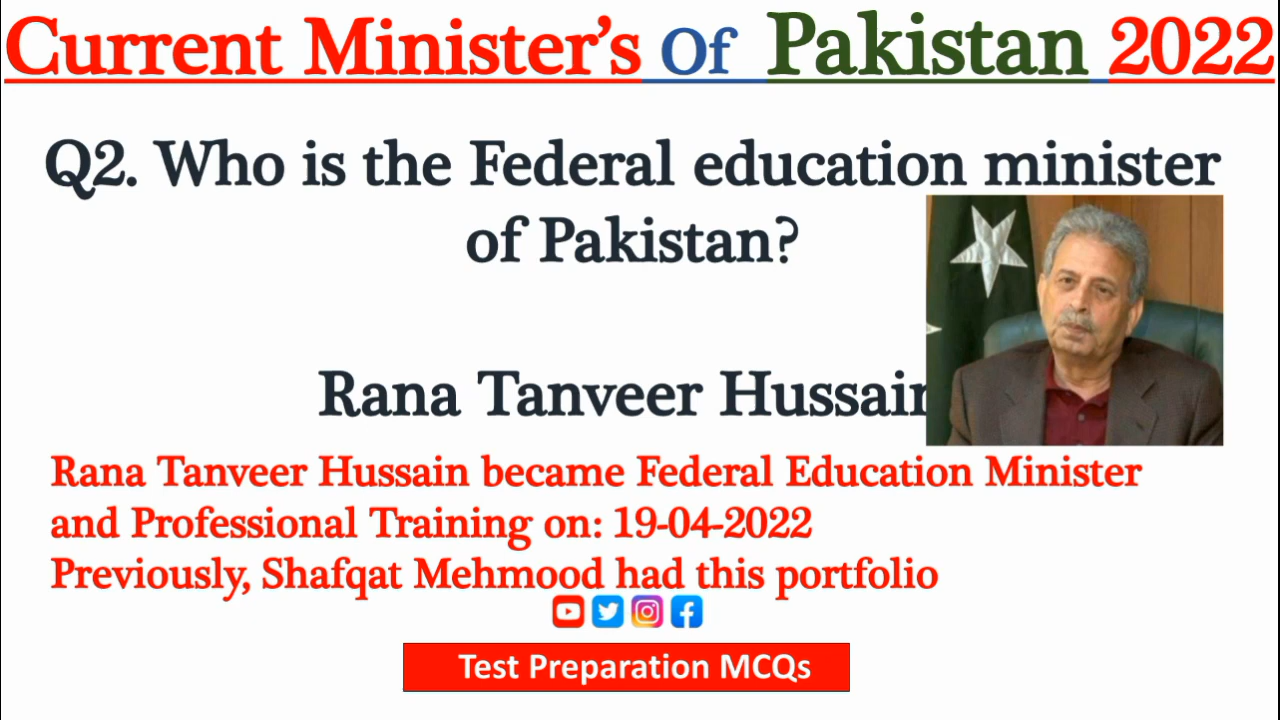 Current Minister’s Of Pakistan 2022
Q2. Who is the Federal education minister
of Pakistan?
Rana Tanveer Hussain
Rana Tanveer Hussain became Federal Education Minister
and Professional Training on: 19-04-2022
Previously, Shafqat Mehmood had this portfolio
Test Preparation MCQs